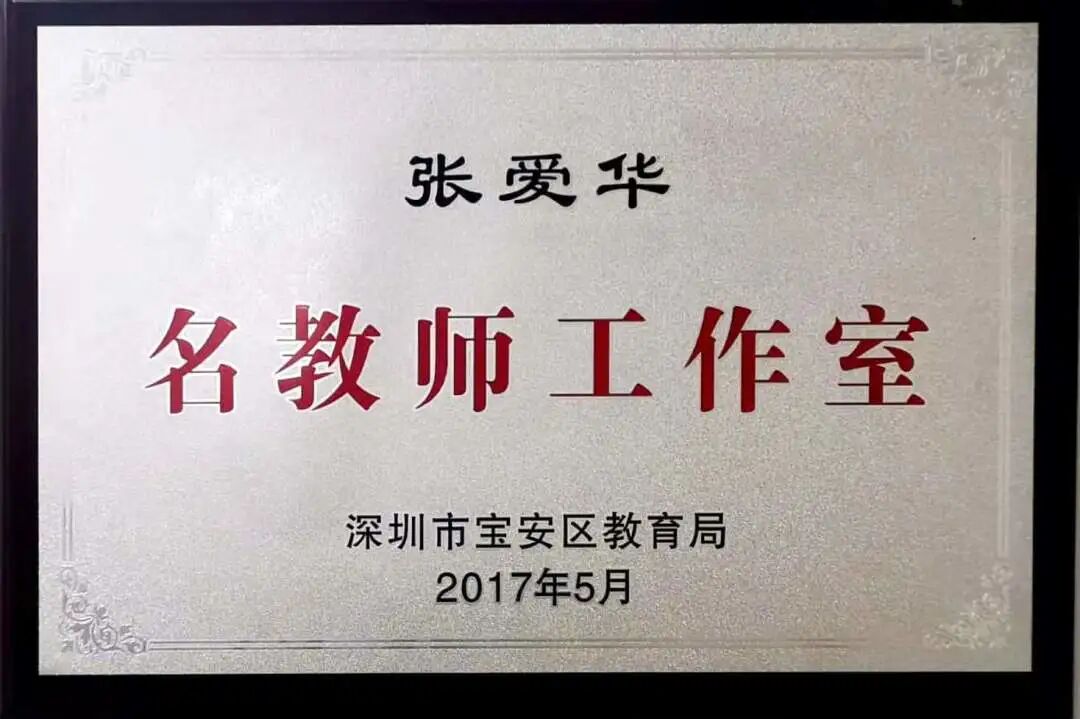 张爱华
名教师工作室
深圳市宝安区教育局
2017年5月